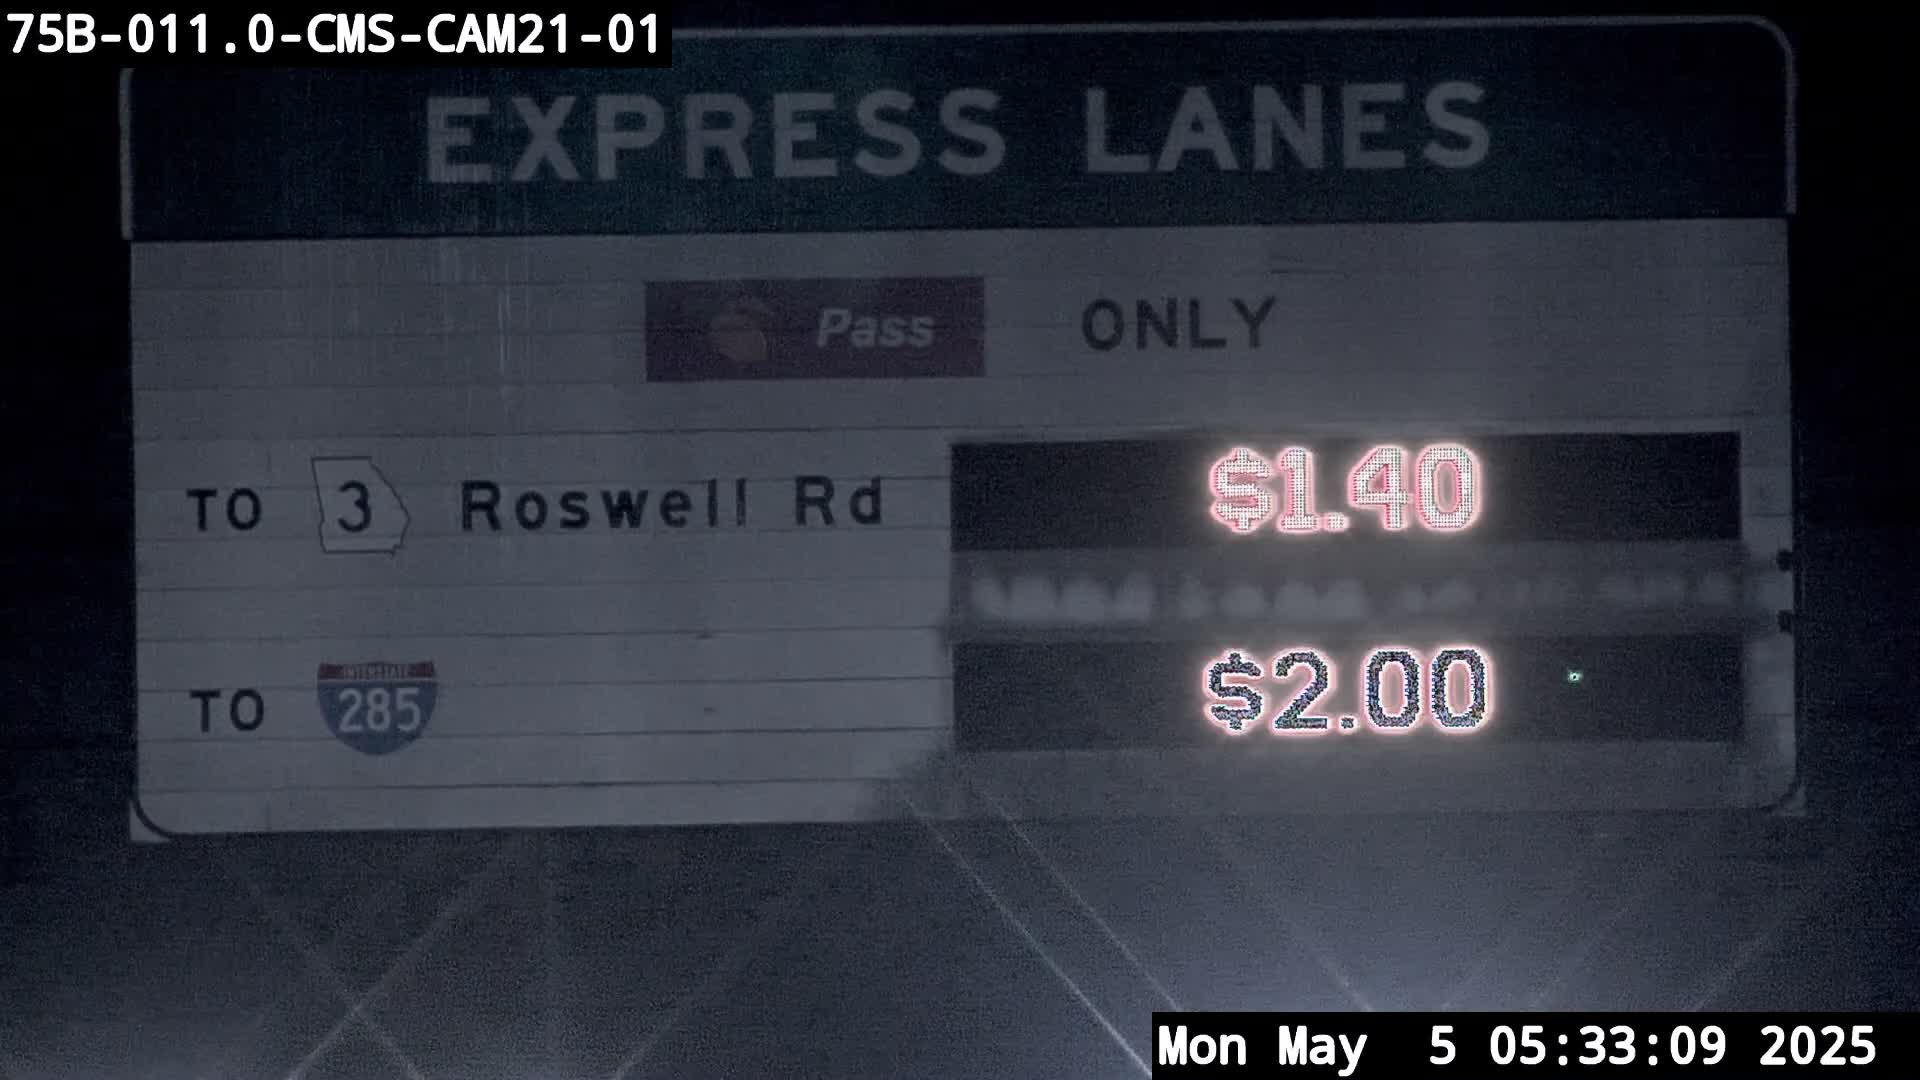 75B-011.0-CMS-CAM21-01
EXPRESS LANES
Pass ONLY
TO 3 Roswell Rd $1.40
INTERSTATE
TO 285 $2.00
Mon May 5 05:33:09 2025